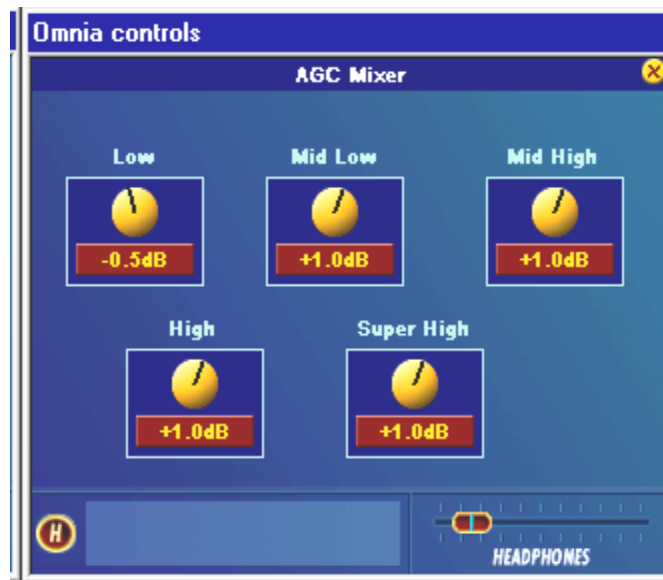 Omnia controls
AGC Mixer
Low Mid Low Mid High
-0.5dB +1.0dB +1.0dB
High Super High
+1.0dB +1.0dB
H
HEADPHONES